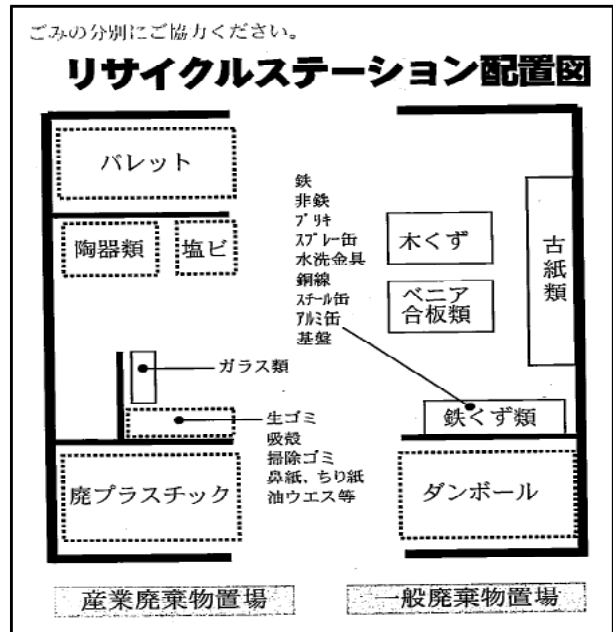 ごみの分別にご協力ください。
リサイクルステーション配置図
パレット
陶器類
塩ビ
鉄
非鉄
ブリキ
スプレー缶
水洗金具
銅線
スチール缶
アルミ缶
基盤
木くず
ベニア
合板類
古紙類
ガラス類
生ゴミ
吸殻
掃除ゴミ
鼻紙、ちり紙
油ウエス等
鉄くず類
廃プラスチック
ダンボール
産業廃棄物置場
一般廃棄物置場